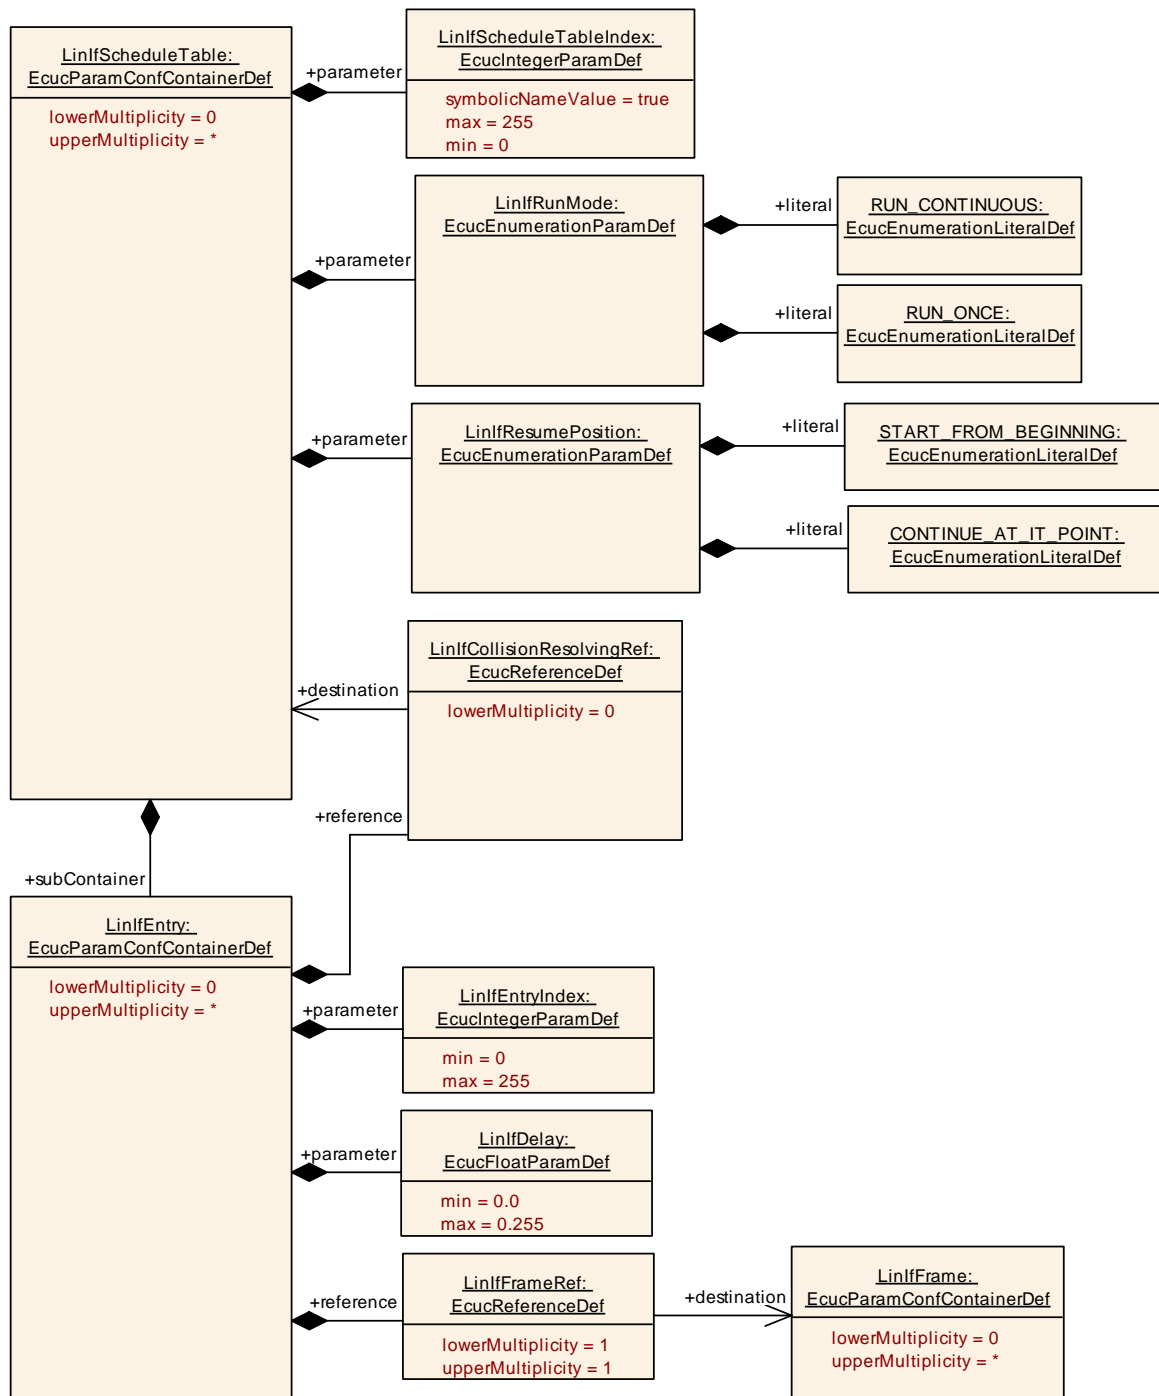 LinIfScheduleTable:
EcucParamConfContainerDef
lowerMultiplicity = 0
upperMultiplicity = *
+parameter
LinIfScheduleTableIndex:
EcucIntegerParamDef
symbolicNameValue = true
max = 255
min = 0
+parameter
LinIfRunMode:
EcucEnumerationParamDef
+literal
RUN_CONTINUOUS:
EcucEnumerationLiteralDef
+literal
RUN_ONCE:
EcucEnumerationLiteralDef
+parameter
LinIfResumePosition:
EcucEnumerationParamDef
+literal
START_FROM_BEGINNING:
EcucEnumerationLiteralDef
+literal
CONTINUE_AT_IT_POINT:
EcucEnumerationLiteralDef
+destination
LinIfCollisionResolvingRef:
EcucReferenceDef
lowerMultiplicity = 0
+reference
+subContainer
LinIfEntry:
EcucParamConfContainerDef
lowerMultiplicity = 0
upperMultiplicity = *
+parameter
LinIfEntryIndex:
EcucIntegerParamDef
min = 0
max = 255
+parameter
LinIfDelay:
EcucFloatParamDef
min = 0.0
max = 0.255
+reference
LinIfFrameRef:
EcucReferenceDef
lowerMultiplicity = 1
upperMultiplicity = 1
+destination
LinIfFrame:
EcucParamConfContainerDef
lowerMultiplicity = 0
upperMultiplicity = *